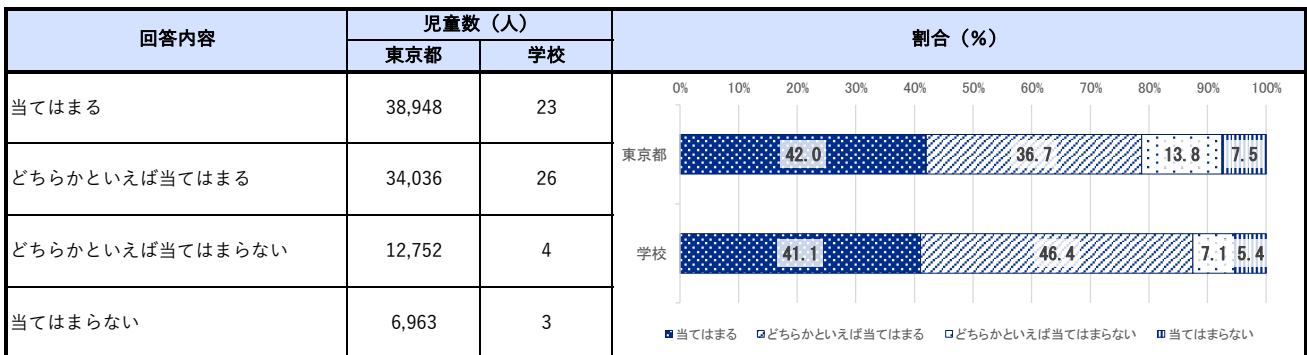 回答内容 児童数（人） 割合（％）
東京都 学校
当てはまる 38,948 23
どちらかといえば当てはまる 34,036 26
どちらかといえば当てはまらない 12,752 4
当てはまらない 6,963 3
0% 10% 20% 30% 40% 50% 60% 70% 80% 90% 100%
東京都 42.0 36.7 13.8 7.5
学校 41.1 46.4 7.1 5.4
当てはまる どちらかといえば当てはまる どちらかといえば当てはまらない 当てはまらない